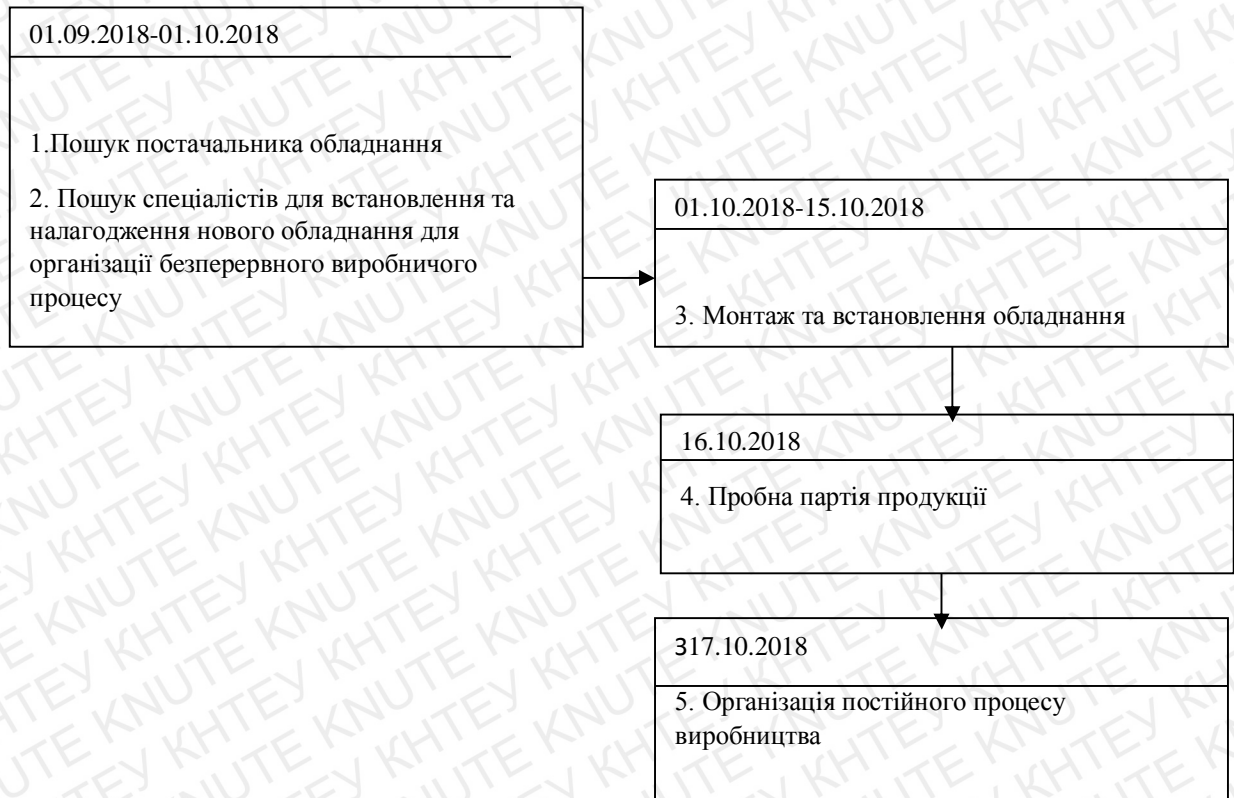 01.09.2018-01.10.2018
1.Пошук постачальника обладнання
2. Пошук спеціалістів для встановлення та
налагодження нового обладнання для
організації безперервного виробничого
процесу
01.10.2018-15.10.2018
3. Монтаж та встановлення обладнання
16.10.2018
4. Пробна партія продукції
З17.10.2018
5. Організація постійного процесу
виробництва